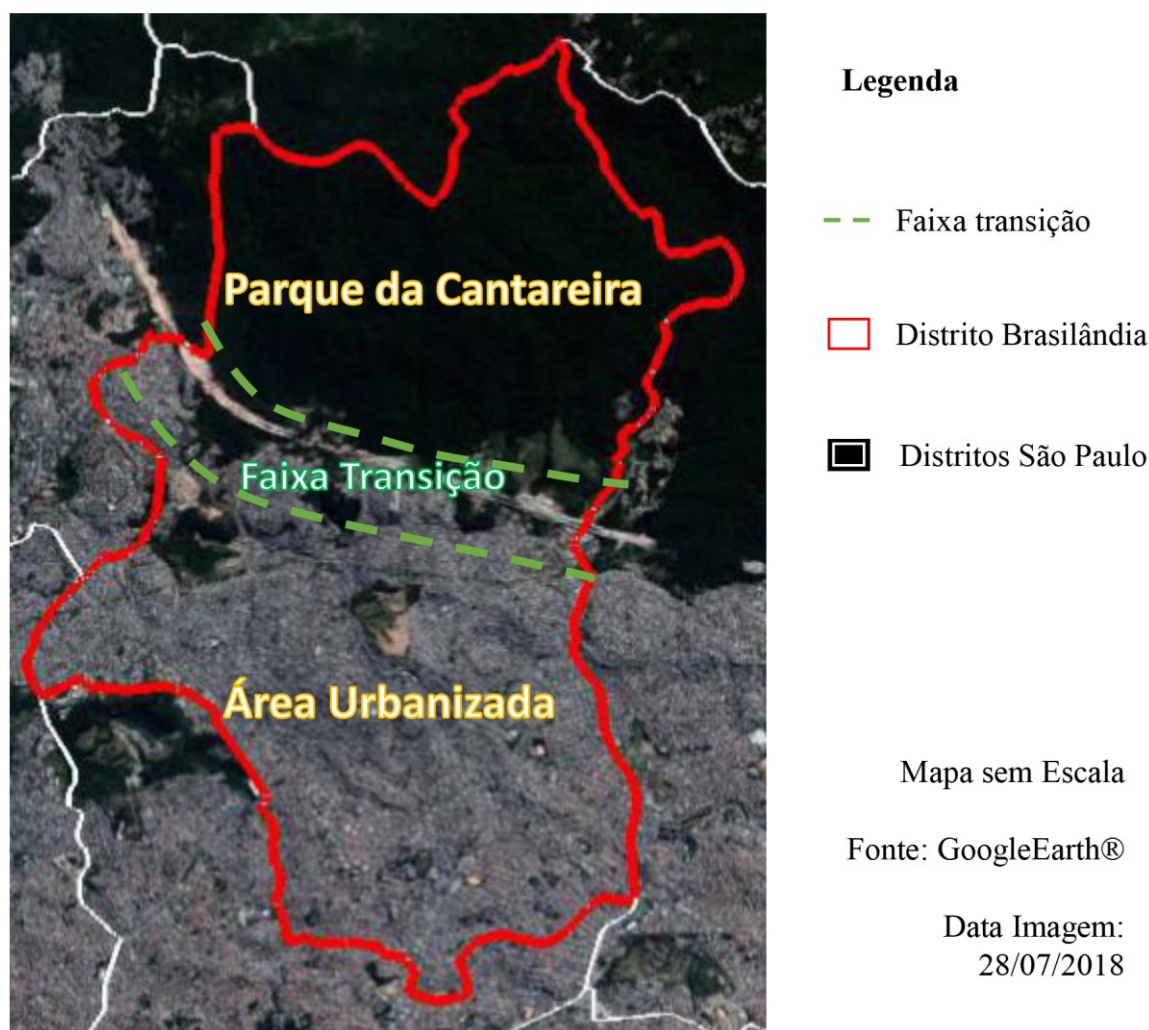 Legenda
Faixa transição
Distrito Brasilândia
Distritos São Paulo
Parque da Cantareira
Faixa Transição
Área Urbanizada
Mapa sem Escala
Fonte: GoogleEarth®
Data Imagem:
28/07/2018